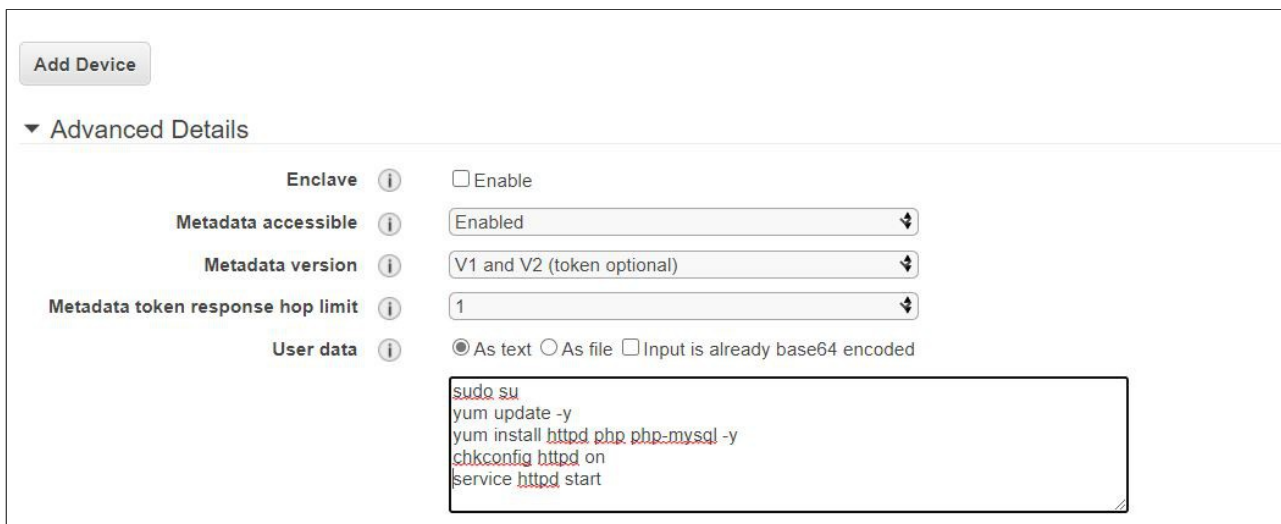 Add Device
Advanced Details
Enclave Enable
Metadata accessible Enabled
Metadata version V1 and V2 (token optional)
Metadata token response hop limit 1
User data As text As file Input is already base64 encoded
sudo su
yum update -y
yum install httpd php php-mysql -y
chkconfig httpd on
service httpd start